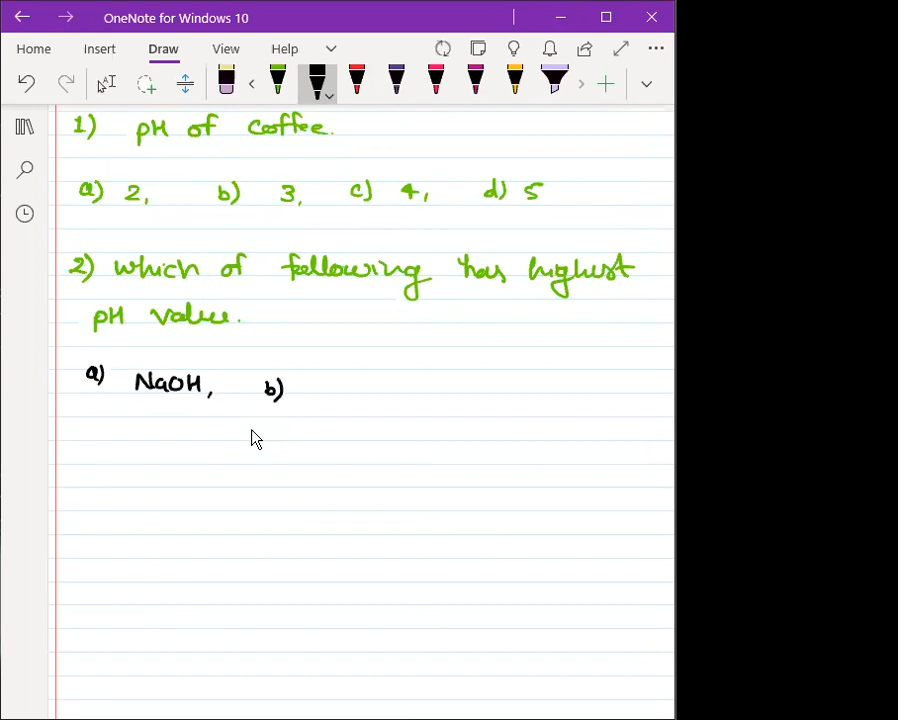 OneNote for Windows 10
Home Insert Draw View Help
1) pH of coffee.
a) 2, b) 3, c) 4, d) 5
2) which of following has highest
pH value.
a) NaOH, b)